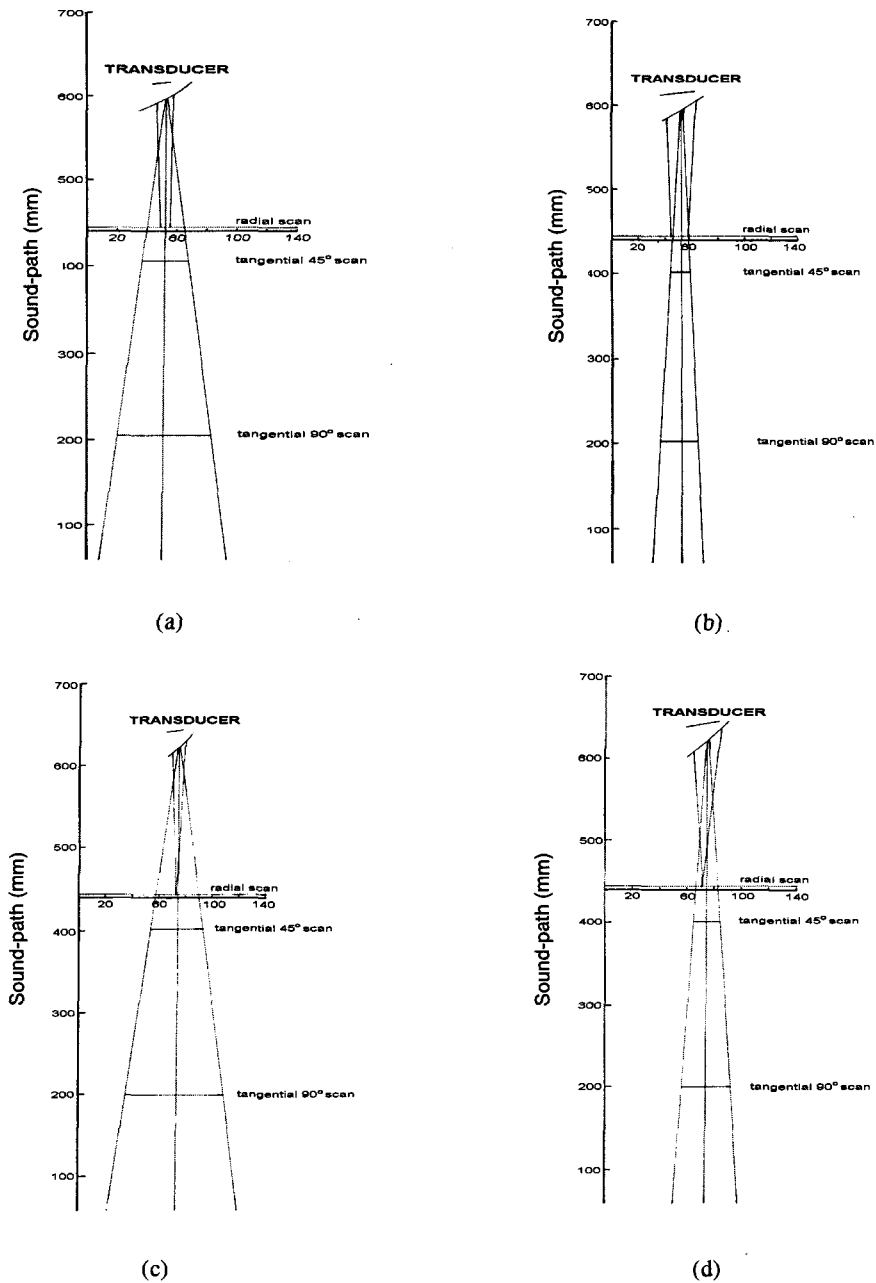 700
TRANSDUCER
600
500
radial scan
20 60 100 140
100
tangential 45° scan
300
tangential 90° scan
200
100
Sound-path (mm)
(a)
700
TRANSDUCER
600
500
radial scan
20 60 100 140
400
tangential 45° scan
300
tangential 90° scan
200
100
Sound-path (mm)
(b)
700
TRANSDUCER
600
500
radial scan
20 60 100 140
400
tangential 45° scan
300
200
tangential 90° scan
100
Sound-path (mm)
(c)
700
TRANSDUCER
600
500
radial scan
20 60 100 140
400
tangential 45° scan
300
200
tangential 90° scan
100
Sound-path (mm)
(d)